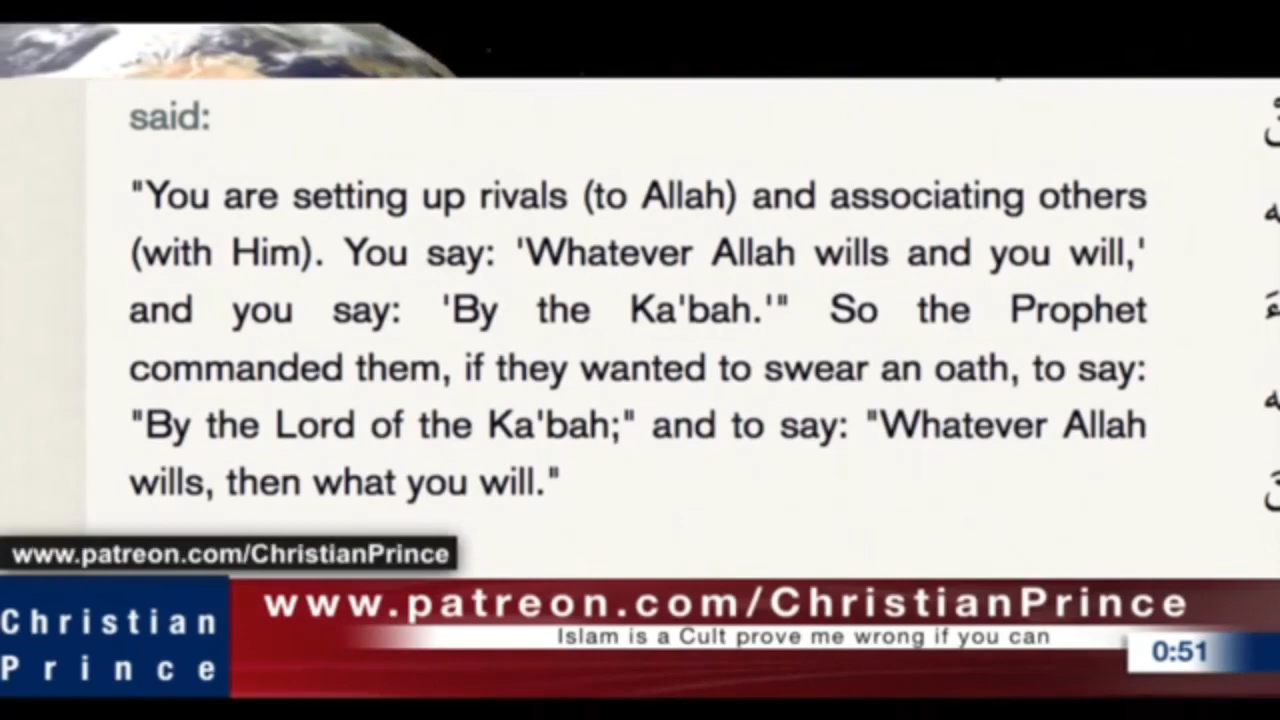 said:
"You are setting up rivals (to Allah) and associating others
(with Him). You say: 'Whatever Allah wills and you will,'
and you say: 'By the Ka'bah.'" So the Prophet
commanded them, if they wanted to swear an oath, to say:
"By the Lord of the Ka'bah;" and to say: "Whatever Allah
wills, then what you will."
www.patreon.com/ChristianPrince
Christian
Prince
www.patreon.com/ChristianPrince
Islam is a Cult prove me wrong if you can
0:51